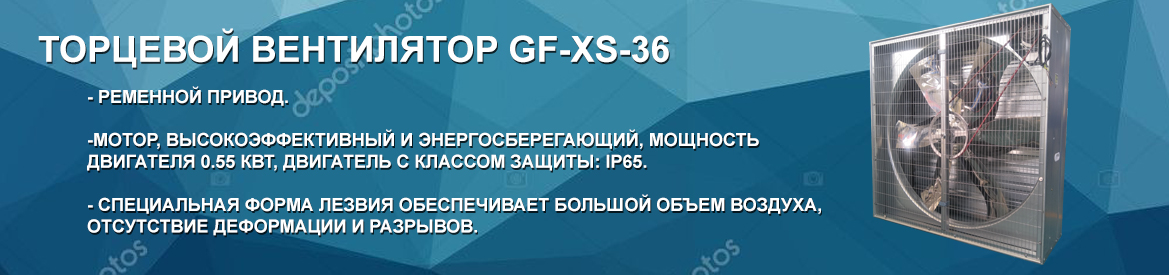 ТОРЦЕВОЙ ВЕНТИЛЯТОР GF-XS-36
- РЕМЕННОЙ ПРИВОД.
-МОТОР, ВЫСОКОЭФФЕКТИВНЫЙ И ЭНЕРГОСБЕРЕГАЮЩИЙ, МОЩНОСТЬ
ДВИГАТЕЛЯ 0.55 КВТ, ДВИГАТЕЛЬ С КЛАССОМ ЗАЩИТЫ: IP65.
- СПЕЦИАЛЬНАЯ ФОРМА ЛЕЗВИЯ ОБЕСПЕЧИВАЕТ БОЛЬШОЙ ОБЪЕМ ВОЗДУХА,
ОТСУТСТВИЕ ДЕФОРМАЦИИ И РАЗРЫВОВ.
depositphotos